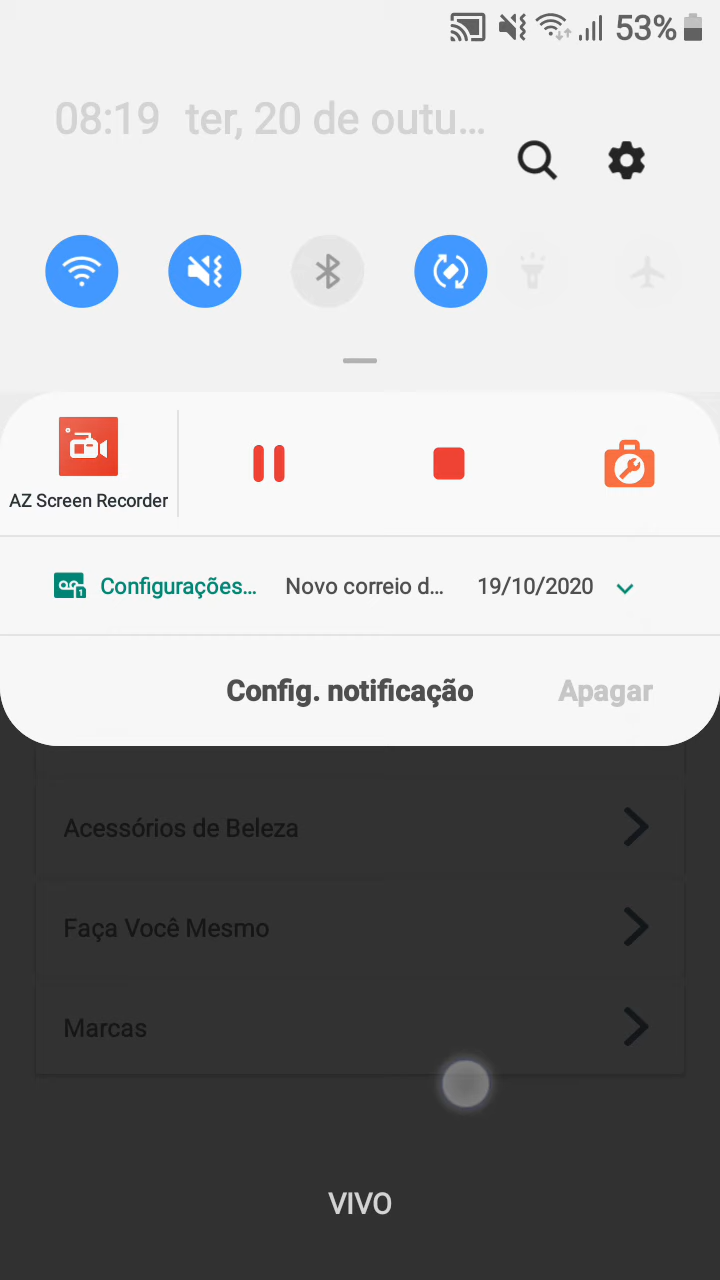 53%
08:19 ter, 20 de outu...
AZ Screen Recorder
Configurações... Novo correio d... 19/10/2020
Config. notificação Apagar
Acessórios de Beleza
Faça Você Mesmo
Marcas
VIVO